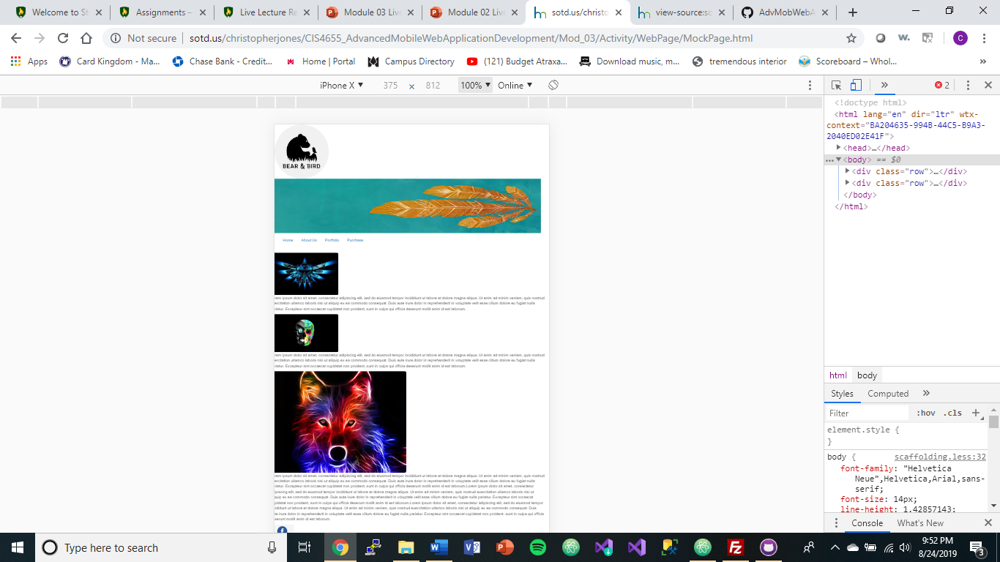 Welcome to St
Assignments –
Live Lecture Re
Module 03 Live
Module 02 Live
sotd.us/christo
view-source:so
AdvMobWebA
Not secure
sotd.us/christopherjones/CIS4655_AdvancedMobileWebApplicationDevelopment/Mod_03/Activity/WebPage/MockPage.html
W.
C
Apps
Card Kingdom - Ma...
Chase Bank - Credit...
Home | Portal
Campus Directory
(121) Budget Atraxa...
Download music, m...
tremendous interior
Scoreboard – Whol...
»
iPhone X ▼ 375 × 812 100% ▼ Online ▼
» 2
<!doctype html>
<html lang="en" dir="ltr" wtx-
context="BA204635-994B-44C5-B9A3-
2040ED02E41F">
<head>…</head>
<body> == $0
<div class="row">…</div>
<div class="row">…</div>
</body>
</html>
BEAR & BIRD
Home About Us Portfolio Purchase
rem ipsum dolor sit amet, consectetur adipiscing elit, sed do eiusmod tempor incididunt ut labore et dolore magna aliqua. Ut enim ad minim veniam, quis nostrud
ercitation ullamco laboris nisi ut aliquip ex ea commodo consequat. Duis aute irure dolor in reprehenderit in voluptate velit esse cillum dolore eu fugiat nulla
riatur. Excepteur sint occaecat cupidatat non proident, sunt in culpa qui officia deserunt mollit anim id est laborum.
rem ipsum dolor sit amet, consectetur adipiscing elit, sed do eiusmod tempor incididunt ut labore et dolore magna aliqua. Ut enim ad minim veniam, quis nostrud
ercitation ullamco laboris nisi ut aliquip ex ea commodo consequat. Duis aute irure dolor in reprehenderit in voluptate velit esse cillum dolore eu fugiat nulla
riatur. Excepteur sint occaecat cupidatat non proident, sunt in culpa qui officia deserunt mollit anim id est laborum.
rem ipsum dolor sit amet, consectetur adipiscing elit, sed do eiusmod tempor incididunt ut labore et dolore magna aliqua. Ut enim ad minim veniam, quis nostrud
ercitation ullamco laboris nisi ut aliquip ex ea commodo consequat. Duis aute irure dolor in reprehenderit in voluptate velit esse cillum dolore eu fugiat nulla
riatur. Excepteur sint occaecat cupidatat non proident, sunt in culpa qui officia deserunt mollit anim id est laborum.Lorem ipsum dolor sit amet, consectetur
ipiscing elit, sed do eiusmod tempor incididunt ut labore et dolore magna aliqua. Ut enim ad minim veniam, quis nostrud exercitation ullamco laboris nisi ut
quip ex ea commodo consequat. Duis aute irure dolor in reprehenderit in voluptate velit esse cillum dolore eu fugiat nulla pariatur. Excepteur sint occaecat
pidatat non proident, sunt in culpa qui officia deserunt mollit anim id est laborum.Lorem ipsum dolor sit amet, consectetur adipiscing elit, sed do eiusmod tempor
cididunt ut labore et dolore magna aliqua. Ut enim ad minim veniam, quis nostrud exercitation ullamco laboris nisi ut aliquip ex ea commodo consequat. Duis
te irure dolor in reprehenderit in voluptate velit esse cillum dolore eu fugiat nulla pariatur. Excepteur sint occaecat cupidatat non proident, sunt in culpa qui officia
serunt mollit anim id est laborum.
html body
Styles Computed »
Filter :hov .cls +
element.style {
}
body { scaffolding.less:32
font-family: "Helvetica
Neue",Helvetica,Arial,sans-
serif;
font-size: 14px;
line-height: 1.42857143;
Console What's New
Type here to search
9:52 PM
8/24/2019
3